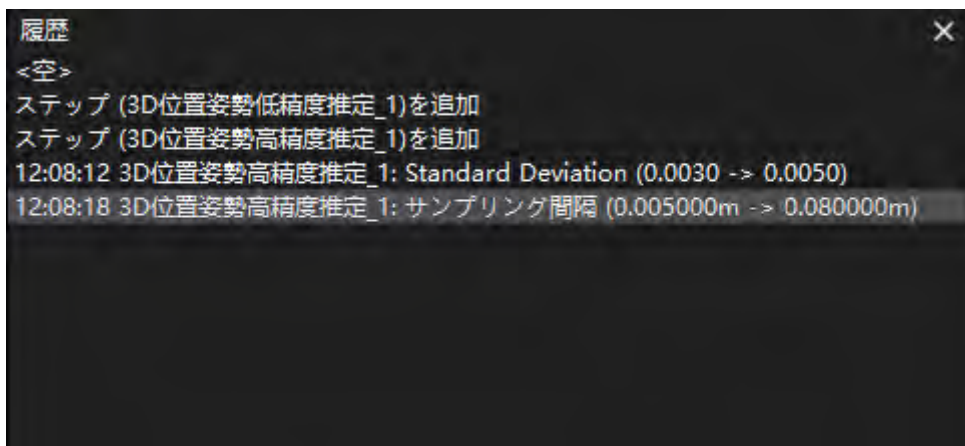 履歴
<空>
ステップ (3D位置姿勢低精度推定_1)を追加
ステップ (3D位置姿勢高精度推定_1)を追加
12:08:12 3D位置姿勢高精度推定_1: Standard Deviation (0.0030 -> 0.0050)
12:08:18 3D位置姿勢高精度推定_1: サンプリング間隔 (0.005000m -> 0.080000m)